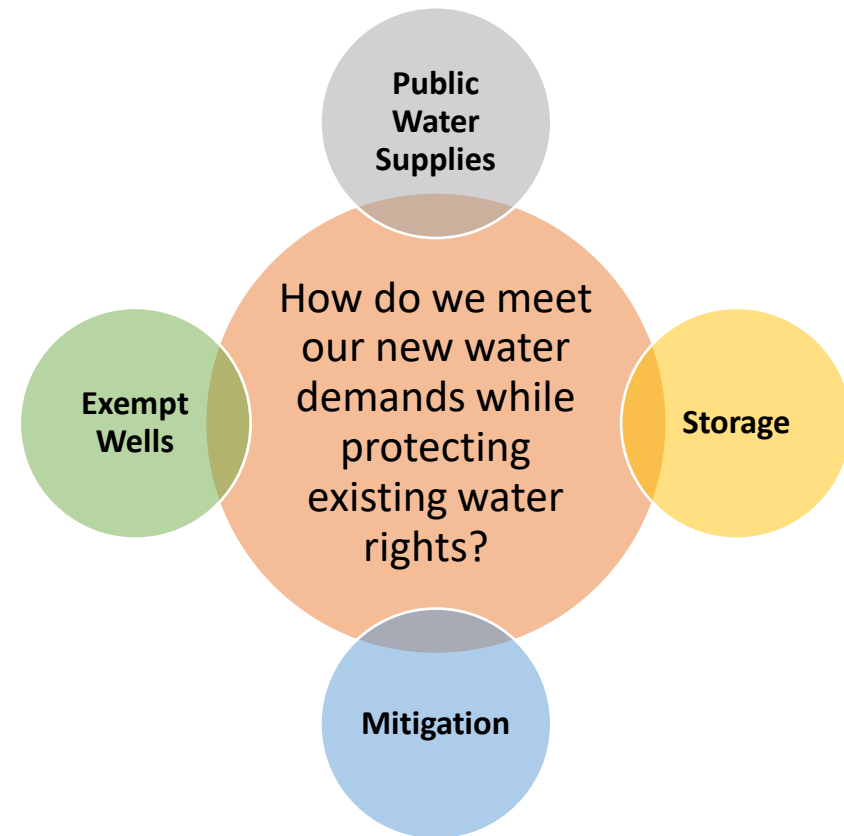 Public
Water
Supplies
How do we meet
our new water
demands while
protecting
existing water
rights?
Exempt
Wells
Storage
Mitigation